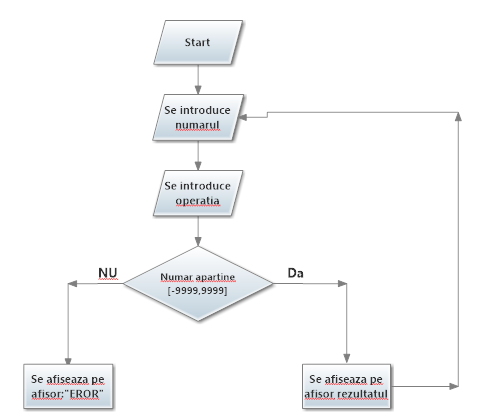 Start
Se introduce
numarul
Se introduce
operatia
Numar apartine
[-9999,9999]
NU
Da
Se afiseaza pe
afisor:"EROR"
Se afiseaza pe
afisor rezultatul